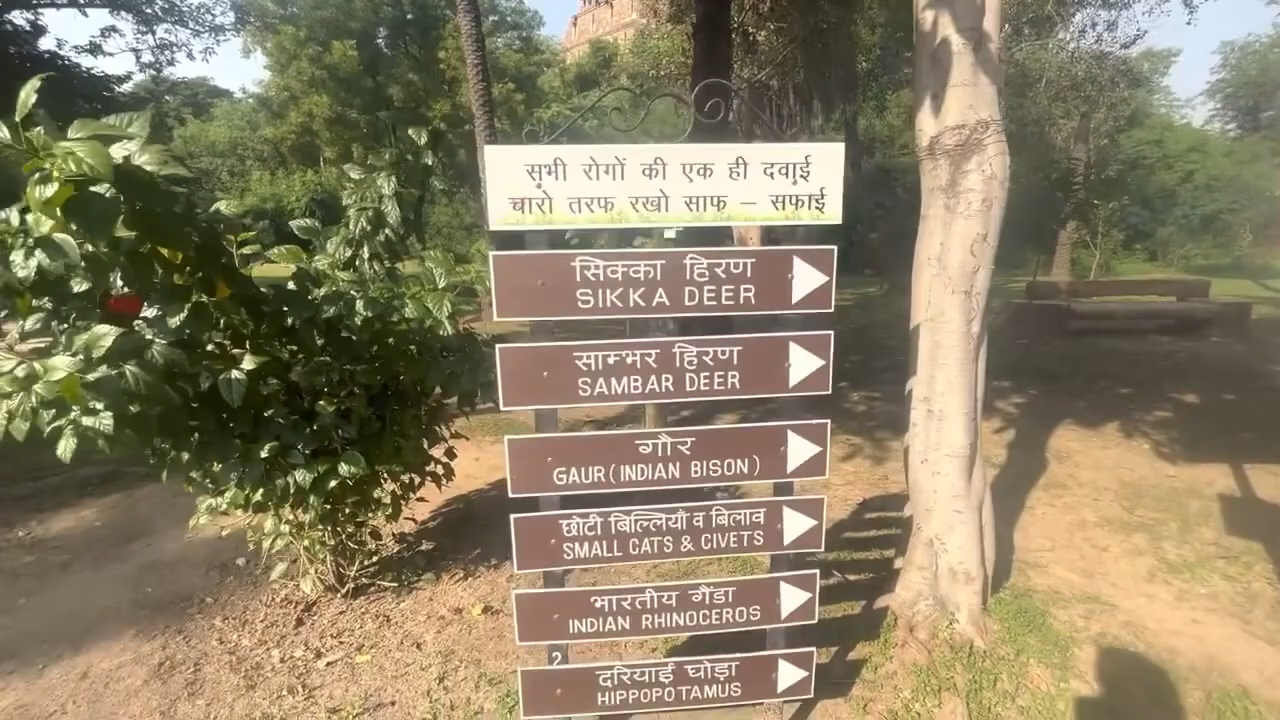 सभी रोगों की एक ही दवाई
चारो तरफ रखो साफ – सफाई
सिक्का हिरण
SIKKA DEER
साम्भर हिरण
SAMBAR DEER
गौर
GAUR (INDIAN BISON)
छोटी बिल्लियाँ व बिलाव
SMALL CATS & CIVETS
भारतीय गैंडा
INDIAN RHINOCEROS
2
दरियाई घोड़ा
HIPPOPOTAMUS